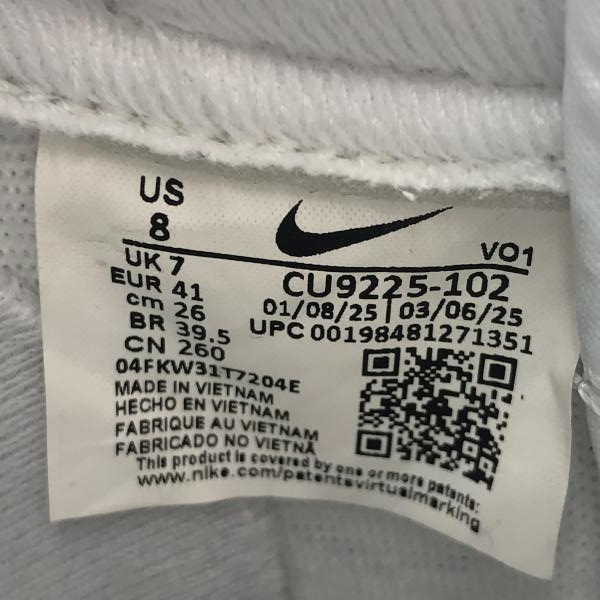 US
8
VO1
UK 7
EUR 41
cm 26
BR 39.5
CN 260
CU9225-102
01/08/25 | 03/06/25
UPC 00198481271351
04FKW31T7204E
MADE IN VIETNAM
HECHO EN VIETNAM
FABRIQUE AU VIETNAM
FABRICADO NO VIETNÃ
This product is covered by one or more patents:
www.nike.com/patentsvirtualmarking